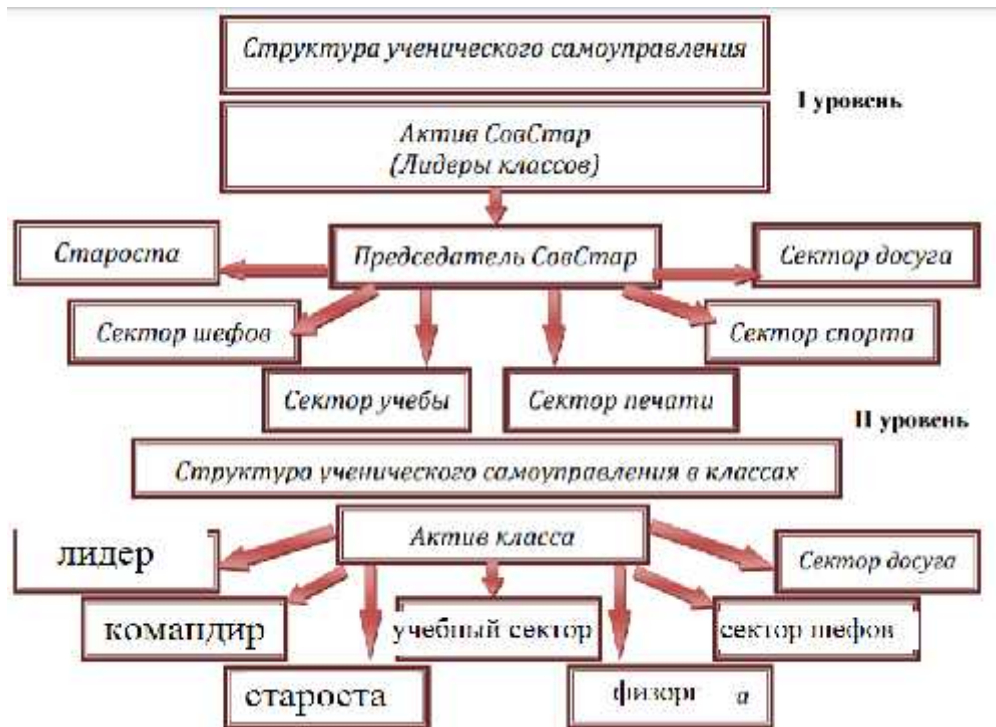 Структура ученического самоуправления
I уровень
Актив СовСтар
(Лидеры классов)
Староста
Председатель СовСтар
Сектор досуга
Сектор шефов
Сектор спорта
Сектор учебы
Сектор печати
II уровень
Структура ученического самоуправления в классах
лидер
Актив класса
Сектор досуга
командир
учебный сектор
сектор шефов
староста
физорг а